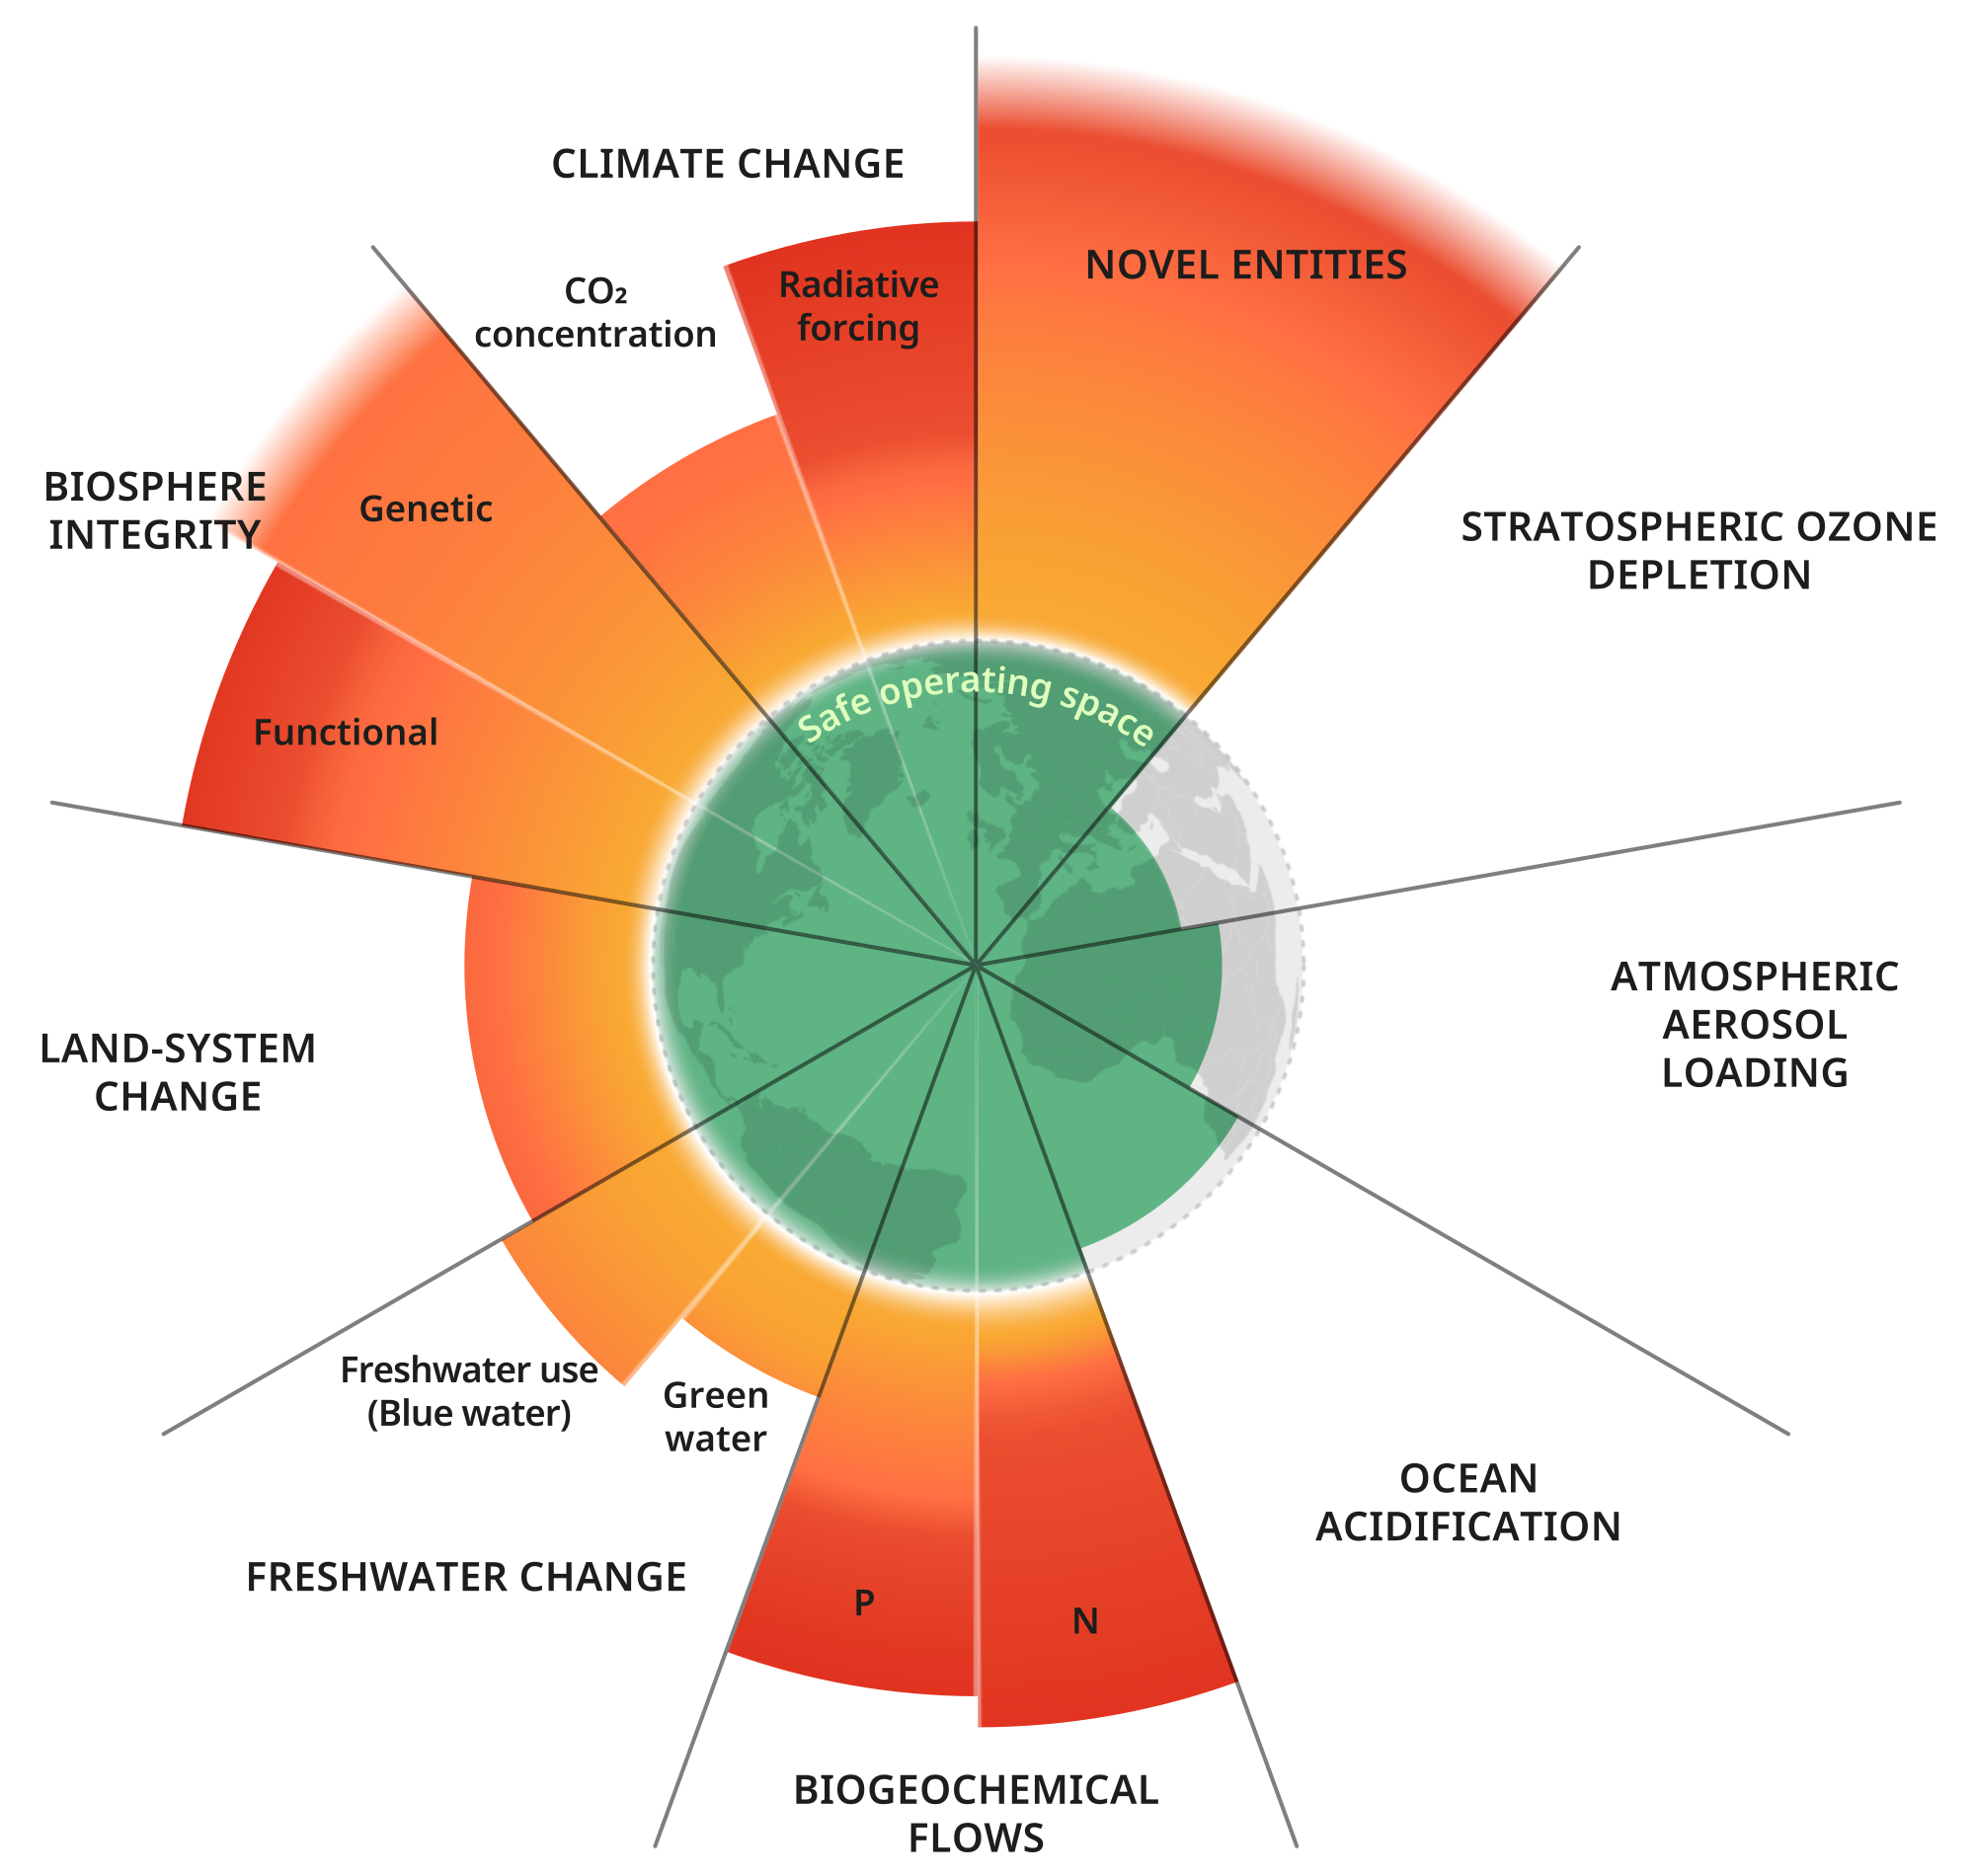 CLIMATE CHANGE
CO₂
concentration
Radiative
forcing
NOVEL ENTITIES
STRATOSPHERIC OZONE
DEPLETION
ATMOSPHERIC
AEROSOL
LOADING
OCEAN
ACIDIFICATION
BIOGEOCHEMICAL
FLOWS
N
P
FRESHWATER CHANGE
Green
water
Freshwater use
(Blue water)
LAND-SYSTEM
CHANGE
BIOSPHERE
INTEGRITY
Functional
Genetic
Safe operating space